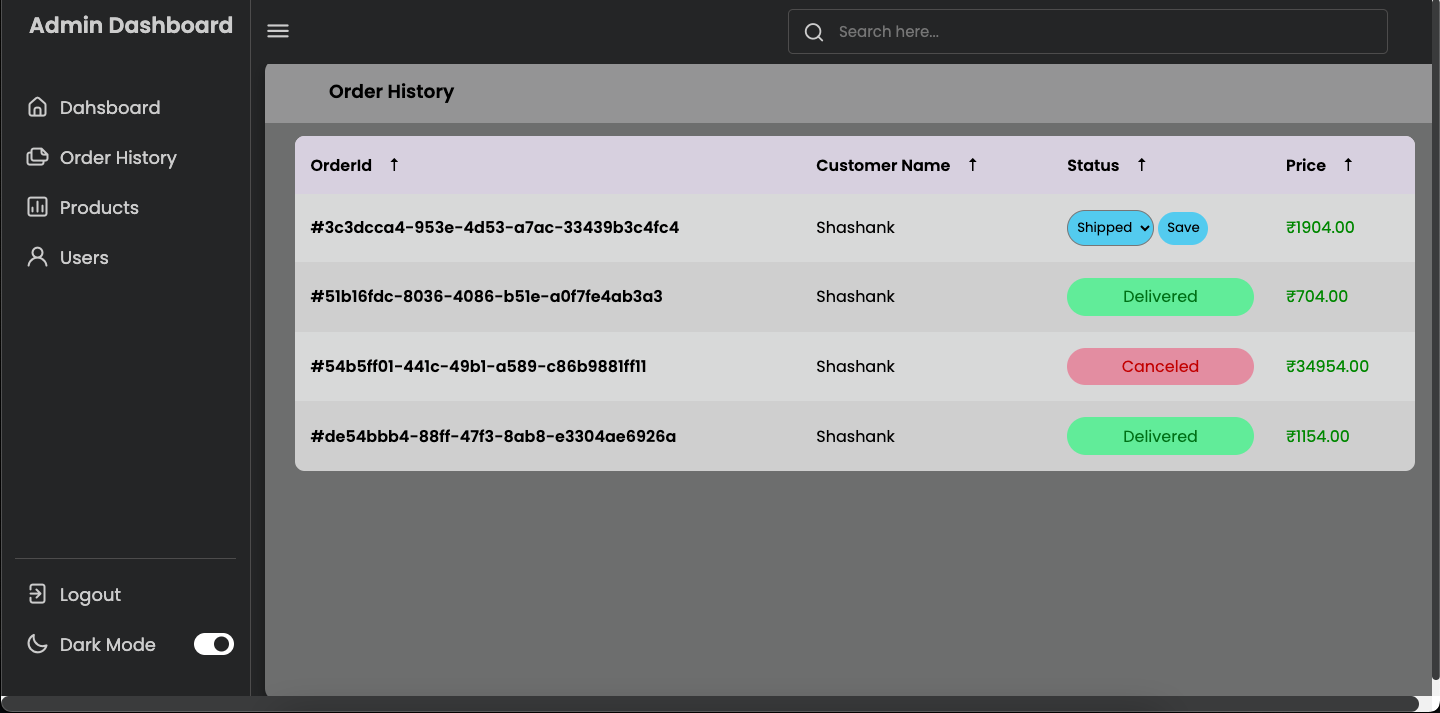 Admin Dashboard
Search here...
Dahsboard
Order History
Products
Users
Logout
Dark Mode
Order History
OrderId ↑ Customer Name ↑ Status ↑ Price ↑
#3c3dcca4-953e-4d53-a7ac-33439b3c4fc4 Shashank Shipped Save ₹1904.00
#51b16fdc-8036-4086-b51e-a0f7fe4ab3a3 Shashank Delivered ₹704.00
#54b5ff01-441c-49b1-a589-c86b9881ff11 Shashank Canceled ₹34954.00
#de54bbb4-88ff-47f3-8ab8-e3304ae6926a Shashank Delivered ₹1154.00